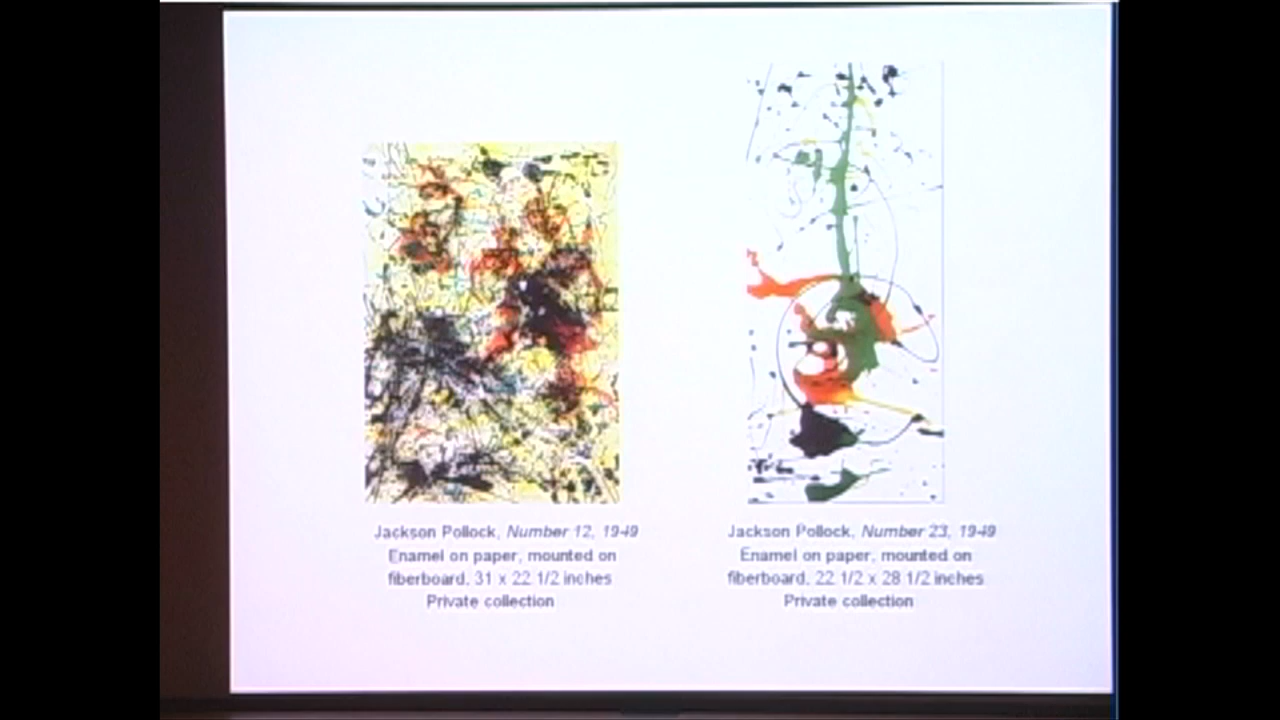 Jackson Pollock, Number 12, 1949
Enamel on paper, mounted on
fiberboard, 31 x 22 1/2 inches
Private collection
Jackson Pollock, Number 23, 1949
Enamel on paper, mounted on
fiberboard, 22 1/2 x 28 1/2 inches
Private collection